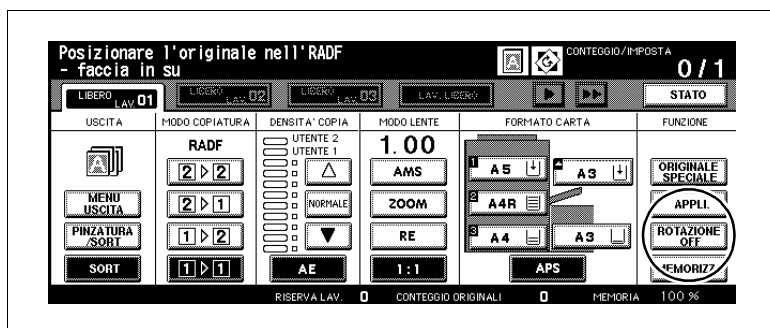 Posizionare l'originale nell'RADF
- faccia in su
CONTEGGIO/IMPOSTA
0/1
LIBERO LAV. 01
LIBERO LAV. 02
LIBERO LAV. 03
LAV. LIBERO
STATO
USCITA
MODO COPIATURA
DENSITA' COPIA
MODO LENTE
FORMATO CARTA
FUNZIONE
MENU USCITA
PINZATURA /SORT
SORT
RADF
2 ▷ 2
2 ▷ 1
1 ▷ 2
1 ▷ 1
UTENTE 2
UTENTE 1
NORMALE
AE
1.00
AMS
ZOOM
RE
1:1
1 A5
A3
2 A4R
3 A4
A3
APS
ORIGINALE SPECIALE
APPLI.
ROTAZIONE OFF
MEMORIZZ
RISERVA LAV. 0 CONTEGGIO ORIGINALI 0 MEMORIA 100 %